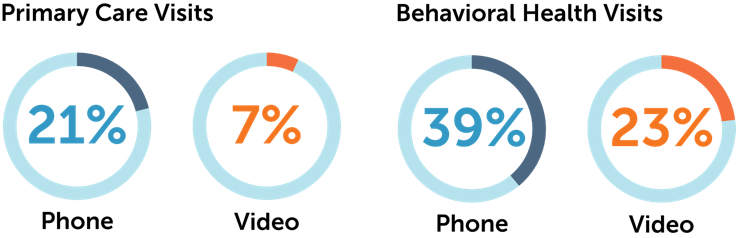 Primary Care Visits
21%
Phone
7%
Video
Behavioral Health Visits
39%
Phone
23%
Video